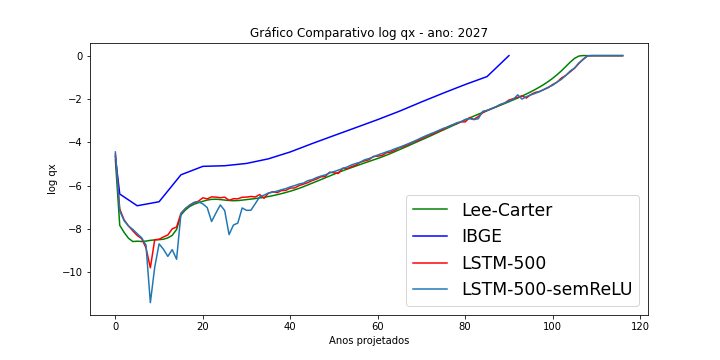 Gráfico Comparativo log qx - ano: 2027
log qx
0
−2
−4
−6
−8
−10
0 20 40 60 80 100 120
Anos projetados
Lee-Carter
IBGE
LSTM-500
LSTM-500-semReLU